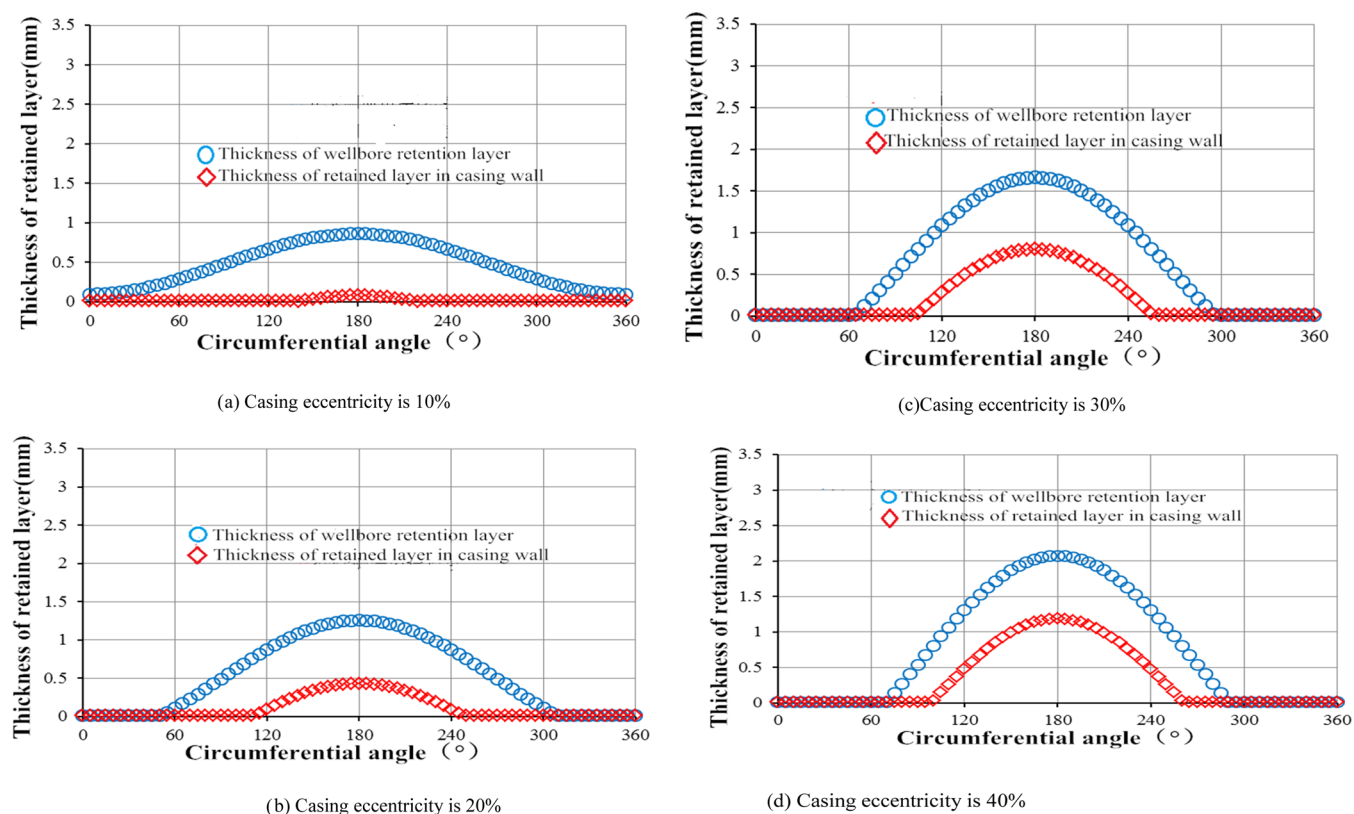 Thickness of retained layer(mm)
3.5
3
2.5
2
1.5
1
0.5
0
Thickness of wellbore retention layer
Thickness of retained layer in casing wall
0 60 120 180 240 300 360
Circumferential angle（°）
(a) Casing eccentricity is 10%
Thickness of retained layer(mm)
3.5
3
2.5
2
1.5
1
0.5
0
Thickness of wellbore retention layer
Thickness of retained layer in casing wall
0 60 120 180 240 300 360
Circumferential angle（°）
(c)Casing eccentricity is 30%
Thickness of retained layer(mm)
3.5
3
2.5
2
1.5
1
0.5
0
Thickness of wellbore retention layer
Thickness of retained layer in casing wall
0 60 120 180 240 300 360
Circumferential angle（°）
(b) Casing eccentricity is 20%
Thickness of retained layer(mm)
3.5
3
2.5
2
1.5
1
0.5
0
Thickness of wellbore retention layer
Thickness of retained layer in casing wall
0 60 120 180 240 300 360
Circumferential angle（°）
(d) Casing eccentricity is 40%